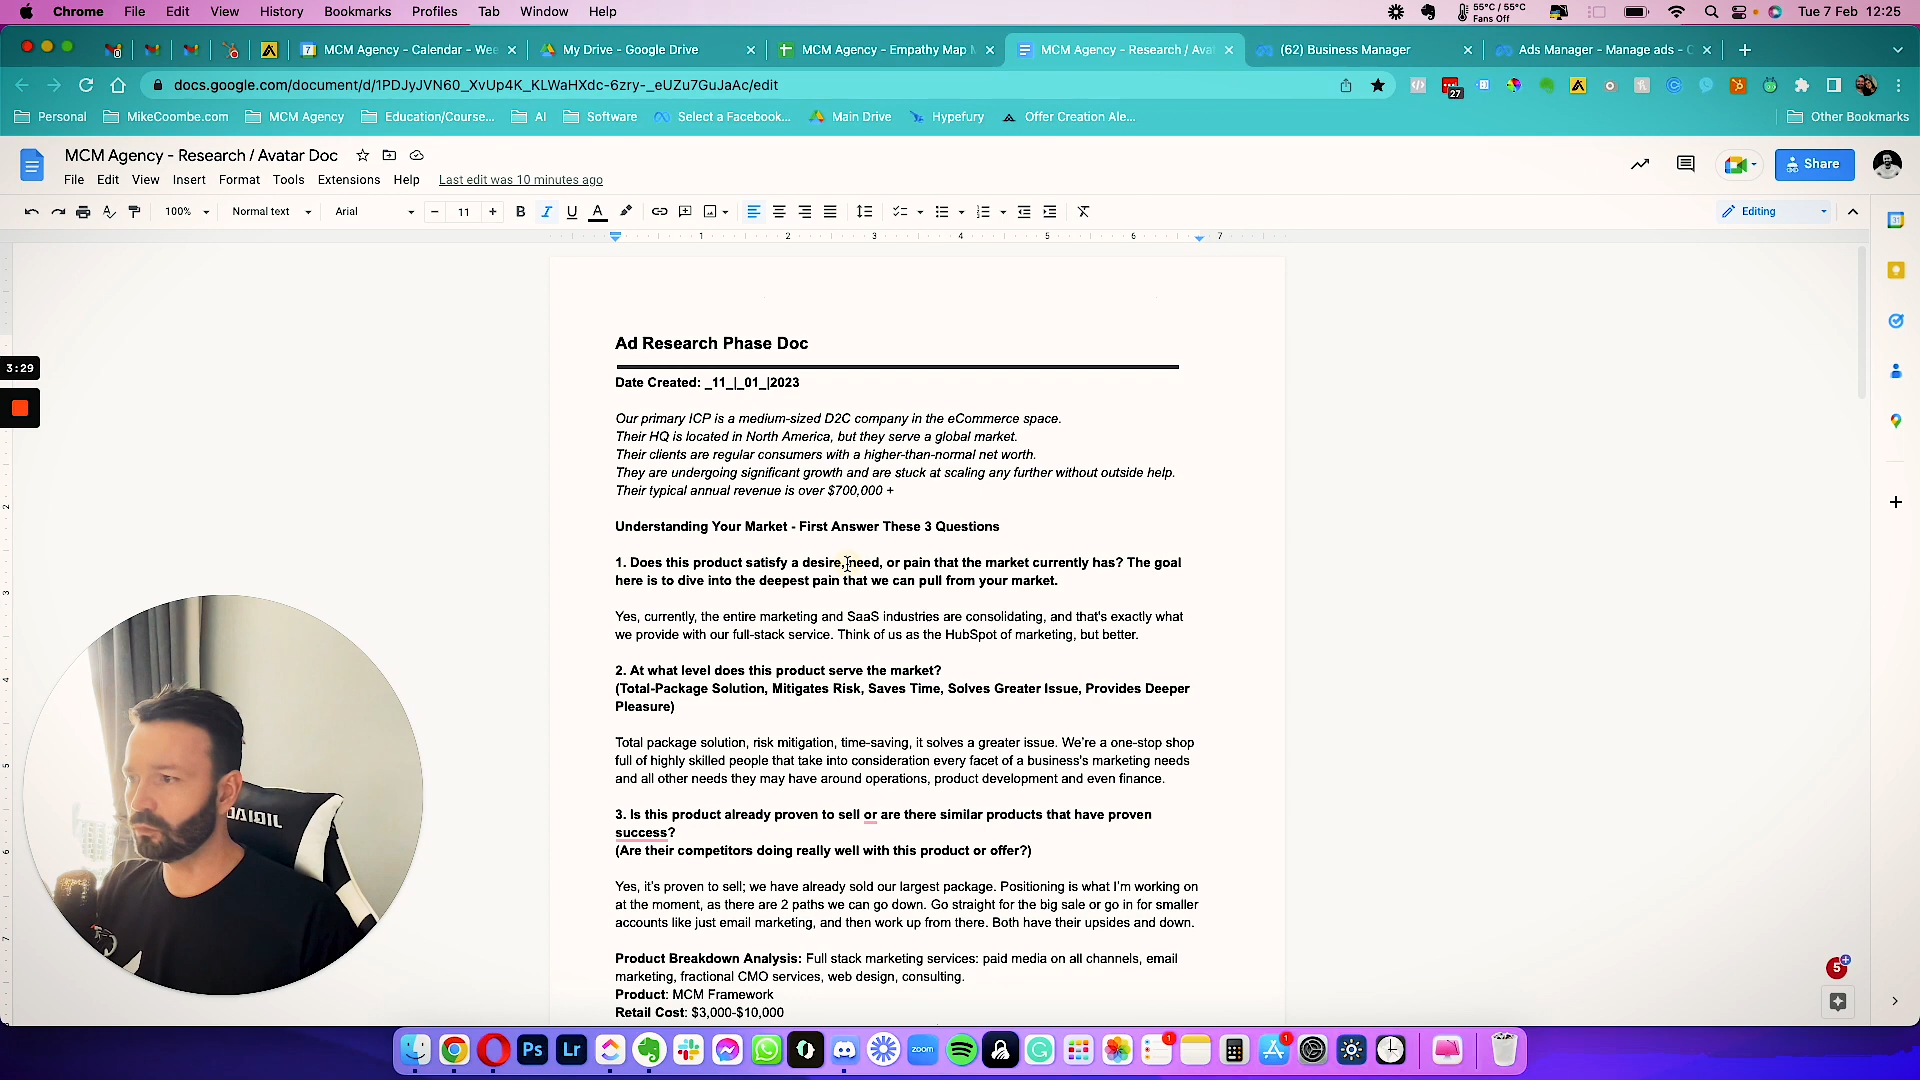 Chrome File Edit View History Bookmarks Profiles Tab Window Help
55°C / 55°C
Fans Off
Tue 7 Feb 12:25
MCM Agency - Calendar - Wee
My Drive - Google Drive
MCM Agency - Empathy Map
MCM Agency - Research / Ava
(62) Business Manager
Ads Manager - Manage ads - C
docs.google.com/document/d/1PDJyJVN60_XvUp4K_KLWaHXdc-6zry-_eUZu7GuJaAc/edit
27
Personal MikeCoombe.com MCM Agency Education/Course... AI Software Select a Facebook... Main Drive Hypefury Offer Creation Ale... Other Bookmarks
MCM Agency - Research / Avatar Doc
Share
File Edit View Insert Format Tools Extensions Help Last edit was 10 minutes ago
100% Normal text Arial 11 Editing
1 2 3 4 5 6 7
3:29
Ad Research Phase Doc
Date Created: _11_|_01_|2023
Our primary ICP is a medium-sized D2C company in the eCommerce space.
Their HQ is located in North America, but they serve a global market.
Their clients are regular consumers with a higher-than-normal net worth.
They are undergoing significant growth and are stuck at scaling any further without outside help.
Their typical annual revenue is over $700,000 +
Understanding Your Market - First Answer These 3 Questions
1. Does this product satisfy a desire, need, or pain that the market currently has? The goal
here is to dive into the deepest pain that we can pull from your market.
Yes, currently, the entire marketing and SaaS industries are consolidating, and that's exactly what
we provide with our full-stack service. Think of us as the HubSpot of marketing, but better.
2. At what level does this product serve the market?
(Total-Package Solution, Mitigates Risk, Saves Time, Solves Greater Issue, Provides Deeper
Pleasure)
Total package solution, risk mitigation, time-saving, it solves a greater issue. We're a one-stop shop
full of highly skilled people that take into consideration every facet of a business's marketing needs
and all other needs they may have around operations, product development and even finance.
3. Is this product already proven to sell or are there similar products that have proven
success?
(Are their competitors doing really well with this product or offer?)
Yes, it's proven to sell; we have already sold our largest package. Positioning is what I'm working on
at the moment, as there are 2 paths we can go down. Go straight for the big sale or go in for smaller
accounts like just email marketing, and then work up from there. Both have their upsides and down.
Product Breakdown Analysis: Full stack marketing services: paid media on all channels, email
marketing, fractional CMO services, web design, consulting.
Product: MCM Framework
Retail Cost: $3,000-$10,000
5
Ps Lr zoom 1 1